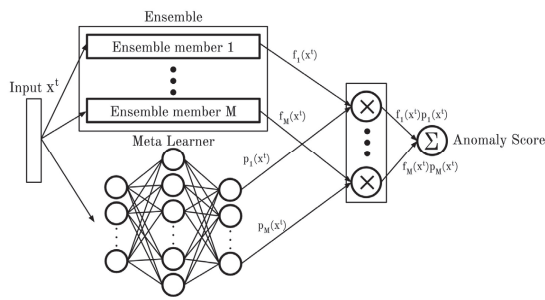 Ensemble
Ensemble member 1
Ensemble member M
Input x^t
Meta Learner
f_1(x^t)
f_M(x^t)
p_1(x^t)
p_M(x^t)
f_1(x^t)p_1(x^t)
Σ
Anomaly Score
f_M(x^t)p_M(x^t)